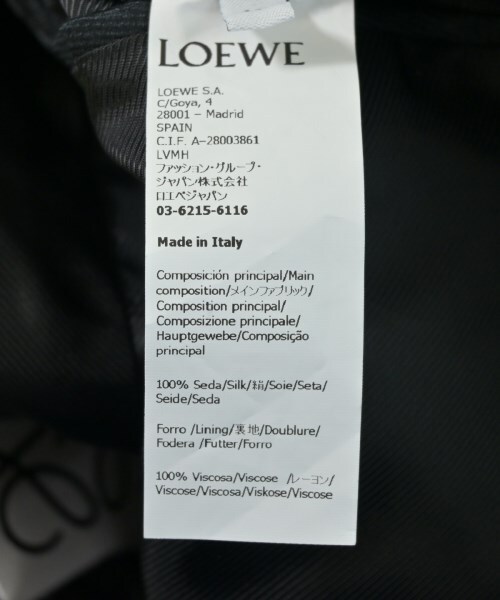 LOEWE
LOEWE S.A.
C/Goya, 4
28001 – Madrid
SPAIN
C.I.F. A-28003861
LVMH
ファッション・グループ・
ジャパン株式会社
ロエベジャパン
03-6215-6116
Made in Italy
Composición principal/Main
composition/メインファブリック/
Composition principal/
Composizione principale/
Hauptgewebe/Composição
principal
100% Seda/Silk/絹/Soie/Seta/
Seide/Seda
Forro /Lining/裏地/Doublure/
Fodera /Futter/Forro
100% Viscosa/Viscose /レーヨン/
Viscose/Viscosa/Viskose/Viscose